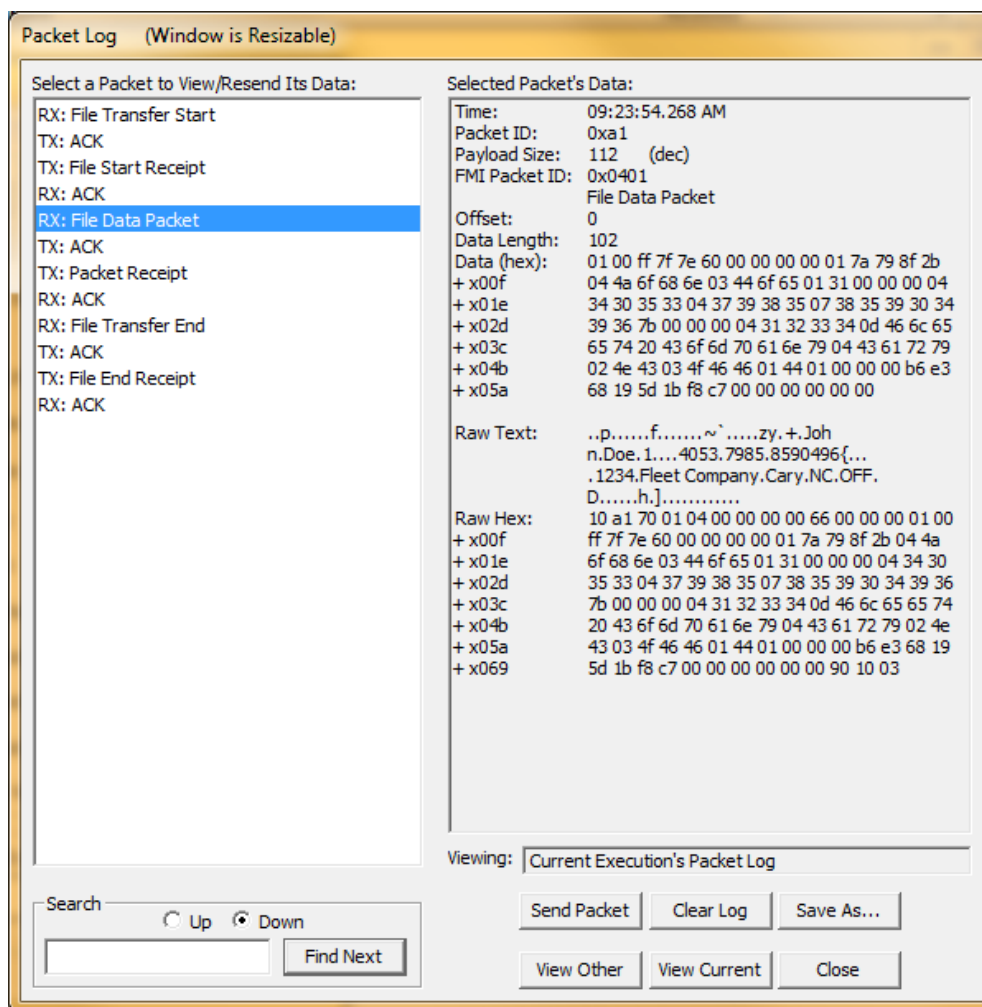 Packet Log (Window is Resizable)
Select a Packet to View/Resend Its Data:
RX: File Transfer Start
TX: ACK
TX: File Start Receipt
RX: ACK
RX: File Data Packet
TX: ACK
TX: Packet Receipt
RX: ACK
RX: File Transfer End
TX: ACK
TX: File End Receipt
RX: ACK
Search
Up Down
Find Next
Selected Packet's Data:
Time: 09:23:54.268 AM
Packet ID: 0xa1
Payload Size: 112 (dec)
FMI Packet ID: 0x0401
File Data Packet
Offset: 0
Data Length: 102
Data (hex): 01 00 ff 7f 7e 60 00 00 00 00 01 7a 79 8f 2b
+ x00f 04 4a 6f 68 6e 03 44 6f 65 01 31 00 00 00 04
+ x01e 34 30 35 33 04 37 39 38 35 07 38 35 39 30 34
+ x02d 39 36 7b 00 00 00 04 31 32 33 34 0d 46 6c 65
+ x03c 65 74 20 43 6f 6d 70 61 6e 79 04 43 61 72 79
+ x04b 02 4e 43 03 4f 46 46 01 44 01 00 00 00 b6 e3
+ x05a 68 19 5d 1b f8 c7 00 00 00 00 00 00
Raw Text: ..p......f.......~`.....zy.+.Joh
n.Doe.1....4053.7985.8590496{...
.1234.Fleet Company.Cary.NC.OFF.
D......h.]............
Raw Hex: 10 a1 70 01 04 00 00 00 00 66 00 00 00 01 00
+ x00f ff 7f 7e 60 00 00 00 00 01 7a 79 8f 2b 04 4a
+ x01e 6f 68 6e 03 44 6f 65 01 31 00 00 00 04 34 30
+ x02d 35 33 04 37 39 38 35 07 38 35 39 30 34 39 36
+ x03c 7b 00 00 00 04 31 32 33 34 0d 46 6c 65 65 74
+ x04b 20 43 6f 6d 70 61 6e 79 04 43 61 72 79 02 4e
+ x05a 43 03 4f 46 46 01 44 01 00 00 00 b6 e3 68 19
+ x069 5d 1b f8 c7 00 00 00 00 00 00 90 10 03
Viewing: Current Execution's Packet Log
Send Packet Clear Log Save As...
View Other View Current Close